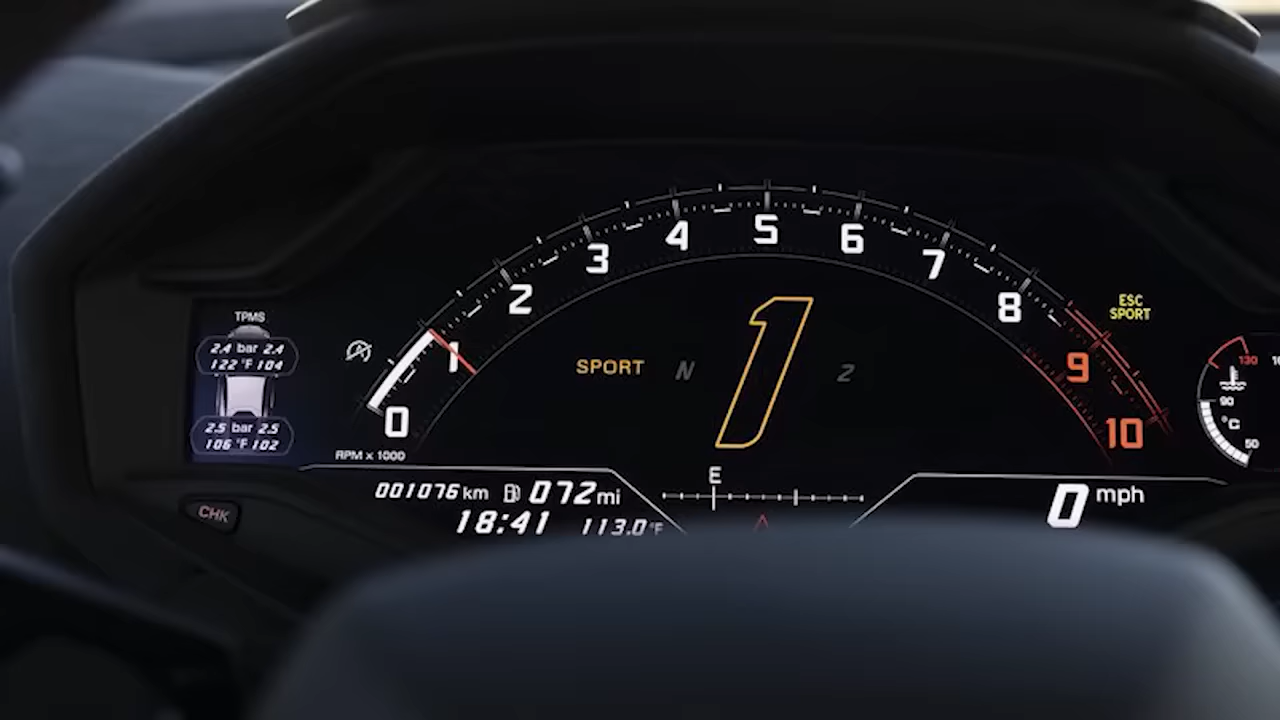 TPMS
2.4 bar 2.4
122 °F 104
2.5 bar 2.5
106 °F 102
CHK
A
0
1
2
3
4
5
6
7
8
9
10
RPM x 1000
SPORT
N
1
2
ESC
SPORT
130
90
°C
50
001076 km
072 mi
18:41
113.0 °F
E
0 mph